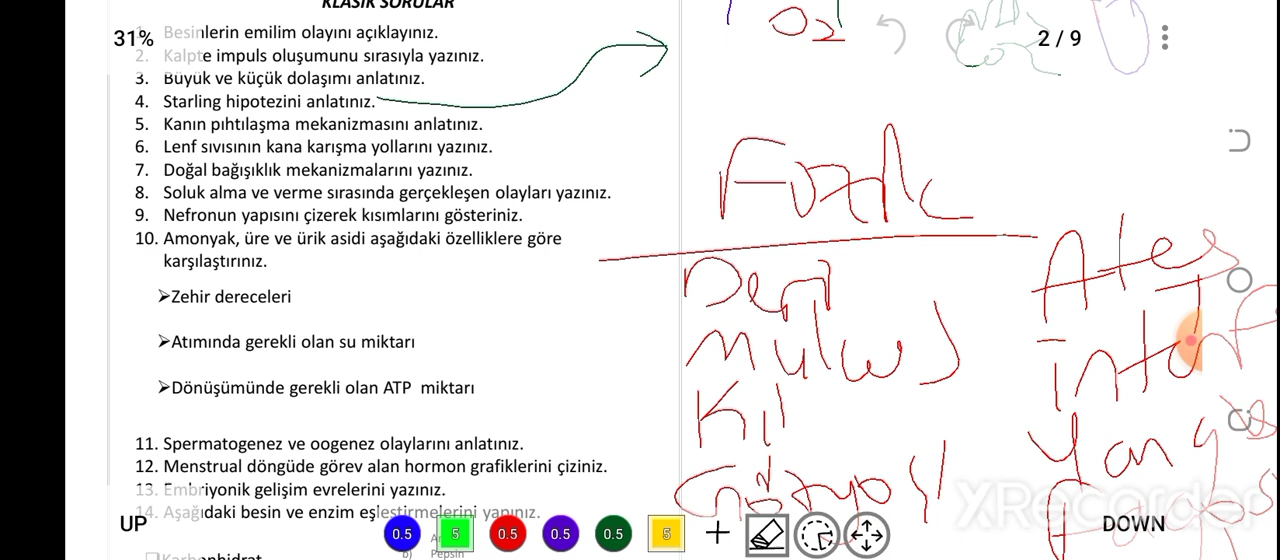 KLASİK SORULAR
1. Besinlerin emilim olayını açıklayınız.
2. Kalpte impuls oluşumunu sırasıyla yazınız.
3. Büyük ve küçük dolaşımı anlatınız.
4. Starling hipotezini anlatınız.
5. Kanın pıhtılaşma mekanizmasını anlatınız.
6. Lenf sıvısının kana karışma yollarını yazınız.
7. Doğal bağışıklık mekanizmalarını yazınız.
8. Soluk alma ve verme sırasında gerçekleşen olayları yazınız.
9. Nefronun yapısını çizerek kısımlarını gösteriniz.
10. Amonyak, üre ve ürik asidi aşağıdaki özelliklere göre
karşılaştırınız.
➢Zehir dereceleri
➢Atımında gerekli olan su miktarı
➢Dönüşümünde gerekli olan ATP miktarı
11. Spermatogenez ve oogenez olaylarını anlatınız.
12. Menstrual döngüde görev alan hormon grafiklerini çiziniz.
13. Embriyonik gelişim evrelerini yazınız.
14. Aşağıdaki besin ve enzim eşleştirmelerini yapınız.
Karbonhidrat
b) Pepsin
31%
2 / 9
O2
Deri
Mukus
Kıl
Gözyaşı
Ateş
İntərf
Yangı
UP
0.5
5
0.5
0.5
0.5
5
DOWN
XRecorder